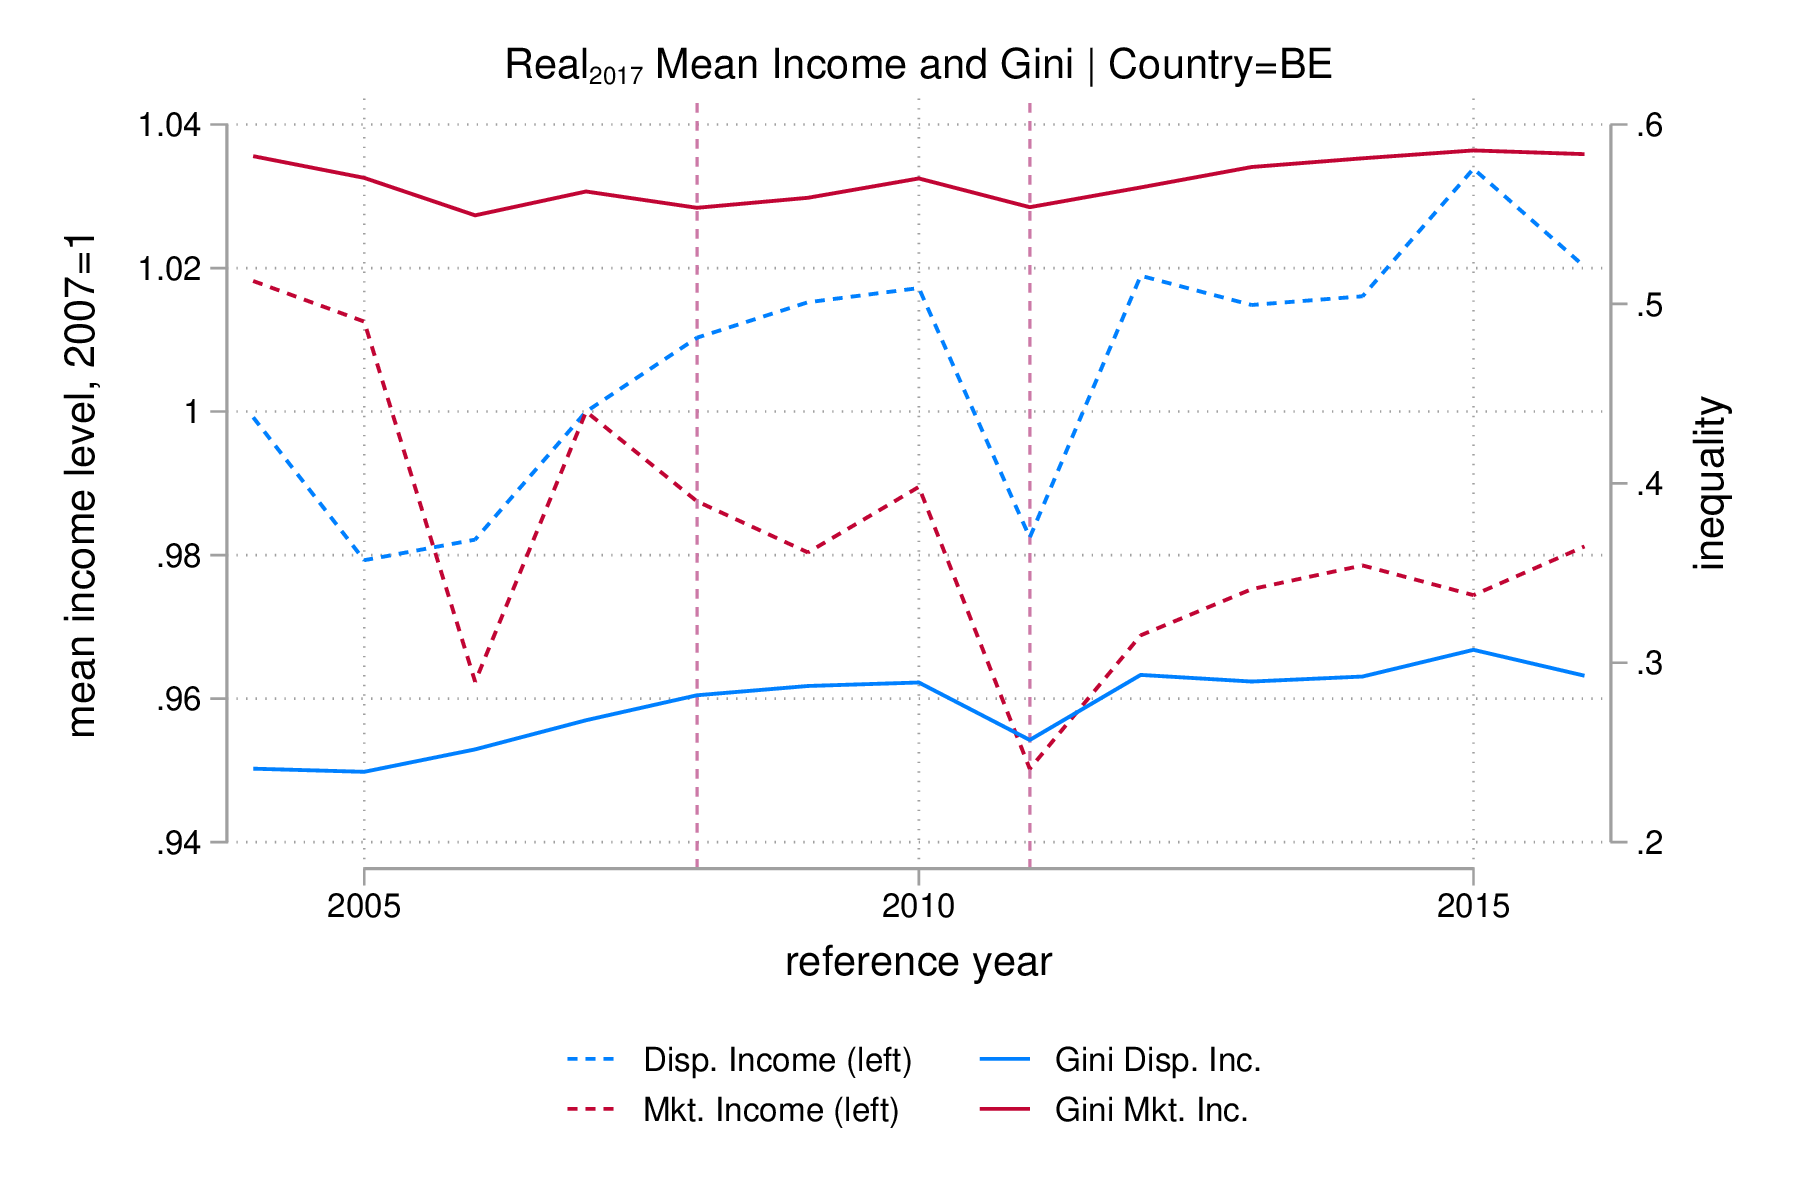 Real2017 Mean Income and Gini | Country=BE
mean income level, 2007=1
1.04
1.02
1
.98
.96
.94
.6
.5
.4
.3
.2
inequality
2005 2010 2015
reference year
Disp. Income (left) Gini Disp. Inc.
Mkt. Income (left) Gini Mkt. Inc.